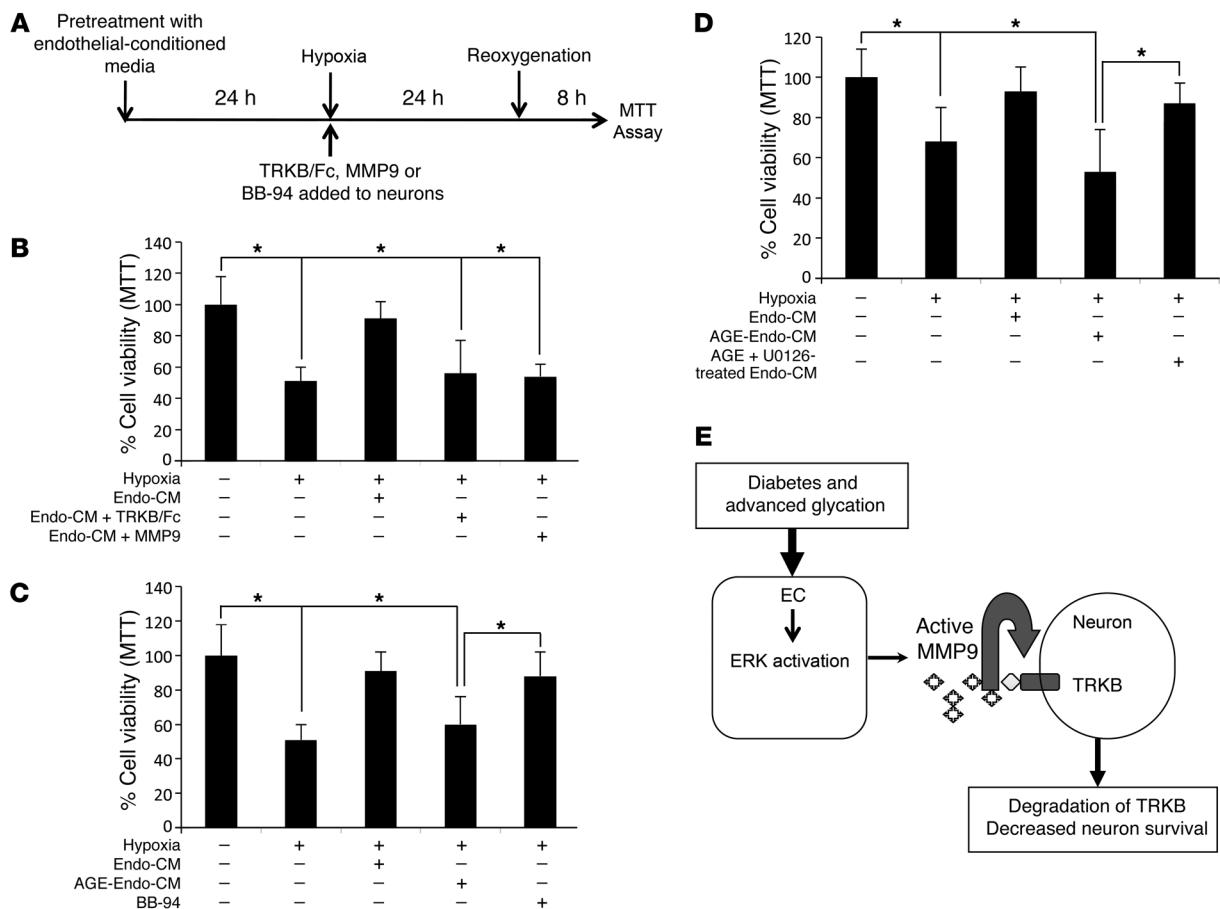 A
Pretreatment with
endothelial-conditioned
media
Hypoxia
Reoxygenation
24 h
24 h
8 h
MTT
Assay
TRKB/Fc, MMP9 or
BB-94 added to neurons
B
% Cell viability (MTT)
140
120
100
80
60
40
20
0
* * *
Hypoxia – + + + +
Endo-CM – – + – –
Endo-CM + TRKB/Fc – – – + –
Endo-CM + MMP9 – – – – +
C
% Cell viability (MTT)
140
120
100
80
60
40
20
0
* * *
Hypoxia – + + + +
Endo-CM – – + – –
AGE-Endo-CM – – – + –
BB-94 – – – – +
D
% Cell viability (MTT)
120
100
80
60
40
20
0
* * *
Hypoxia – + + + +
Endo-CM – – + – –
AGE-Endo-CM – – – + –
AGE + U0126-
treated Endo-CM – – – – +
E
Diabetes and
advanced glycation
EC
ERK activation
Active
MMP9
Neuron
TRKB
Degradation of TRKB
Decreased neuron survival